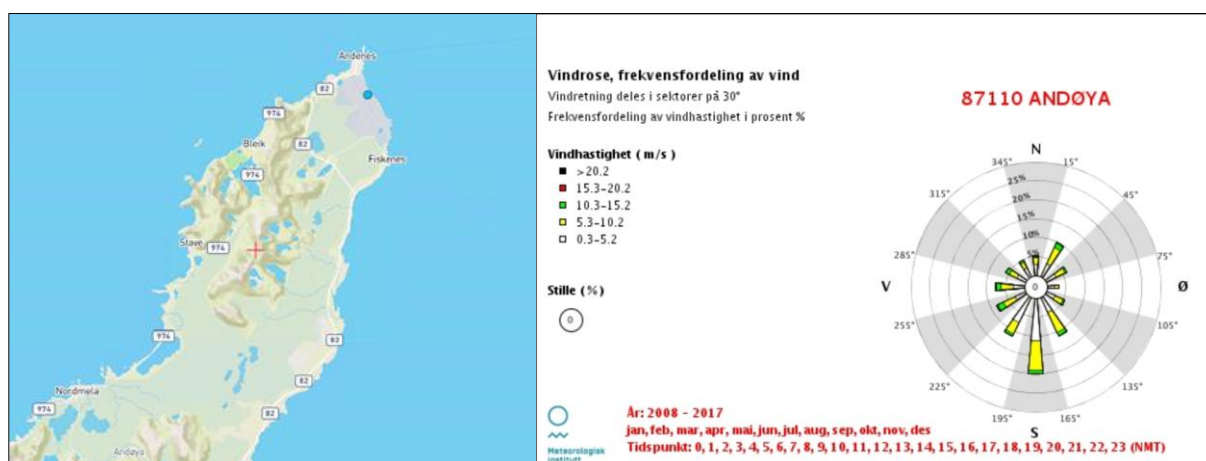 Andenes
82
974
Bleik
82
974
Fiskenes
974
Stave
974
82
974
Nordmela
82
974
82
Andøya
Vindrose, frekvensfordeling av vind
Vindretning deles i sektorer på 30°
Frekvensfordeling av vindhastighet i prosent %
87110 ANDØYA
Vindhastighet ( m/s )
>20.2
15.3-20.2
10.3-15.2
5.3-10.2
0.3-5.2
Stille (%)
0
N
345° 15°
25%
315° 45°
20%
15%
10%
285° 75°
5%
V 0 Ø
255° 105°
225° 135°
195° 165°
S
År: 2008 - 2017
jan, feb, mar, apr, mai, jun, jul, aug, sep, okt, nov, des
Tidspunkt: 0, 1, 2, 3, 4, 5, 6, 7, 8, 9, 10, 11, 12, 13, 14, 15, 16, 17, 18, 19, 20, 21, 22, 23 (NMT)
Meteorologisk
institutt